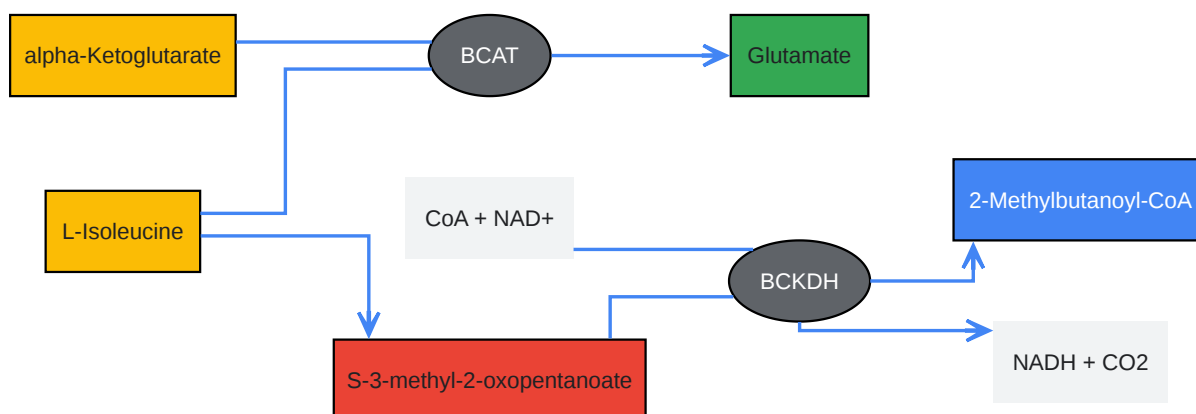 alpha-Ketoglutarate
BCAT
Glutamate
L-Isoleucine
CoA + NAD+
2-Methylbutanoyl-CoA
BCKDH
S-3-methyl-2-oxopentanoate
NADH + CO2